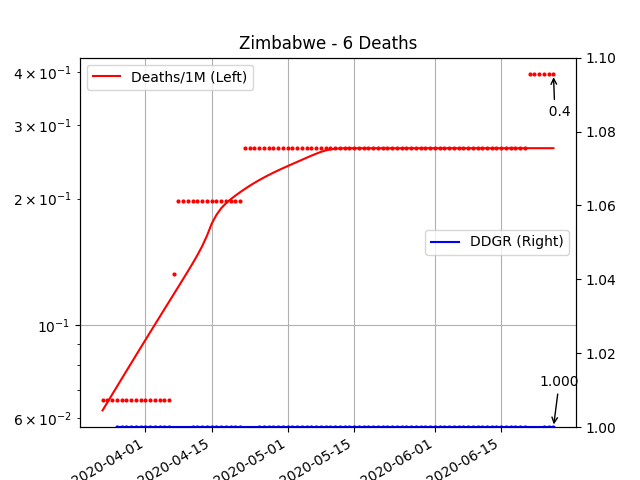 Zimbabwe - 6 Deaths
Deaths/1M (Left)
4 × 10⁻¹
3 × 10⁻¹
2 × 10⁻¹
10⁻¹
6 × 10⁻²
1.10
1.08
1.06
1.04
1.02
1.00
0.4
DDGR (Right)
1.000
2020-04-01
2020-04-15
2020-05-01
2020-05-15
2020-06-01
2020-06-15